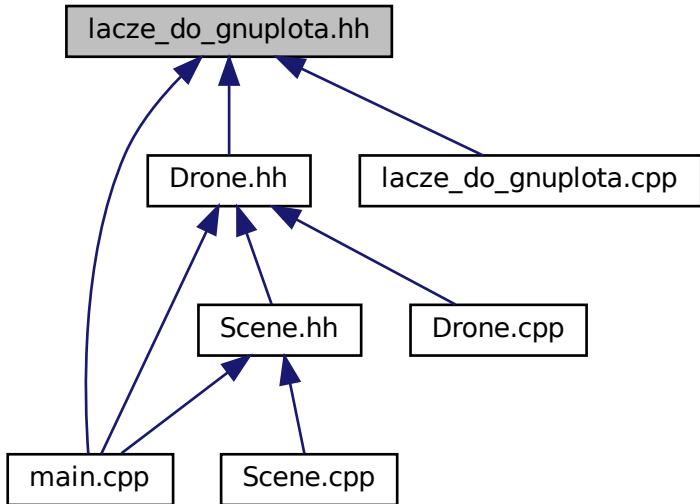 lacze_do_gnuplota.hh
Drone.hh
lacze_do_gnuplota.cpp
Scene.hh
Drone.cpp
main.cpp
Scene.cpp